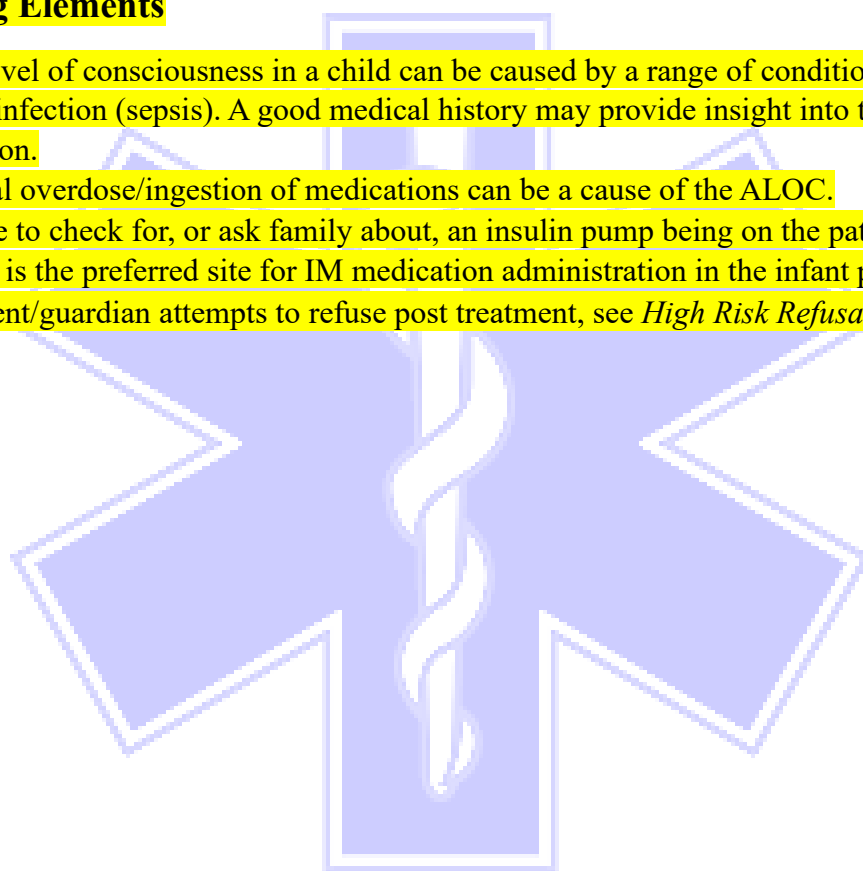 g Elements
vel of consciousness in a child can be caused by a range of conditio
infection (sepsis). A good medical history may provide insight into t
on.
al overdose/ingestion of medications can be a cause of the ALOC.
e to check for, or ask family about, an insulin pump being on the pat
is the preferred site for IM medication administration in the infant p
ent/guardian attempts to refuse post treatment, see High Risk Refusa